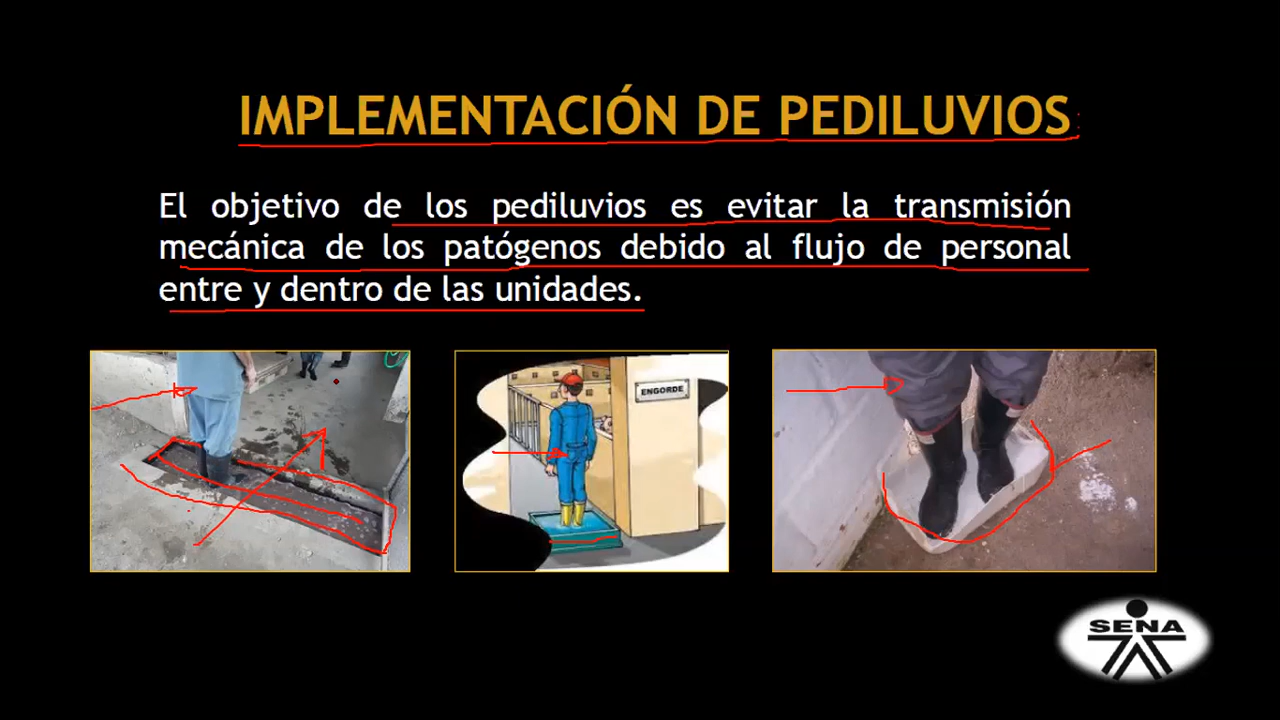 IMPLEMENTACIÓN DE PEDILUVIOS
El objetivo de los pediluvios es evitar la transmisión
mecánica de los patógenos debido al flujo de personal
entre y dentro de las unidades.
ENGORDE
SENA